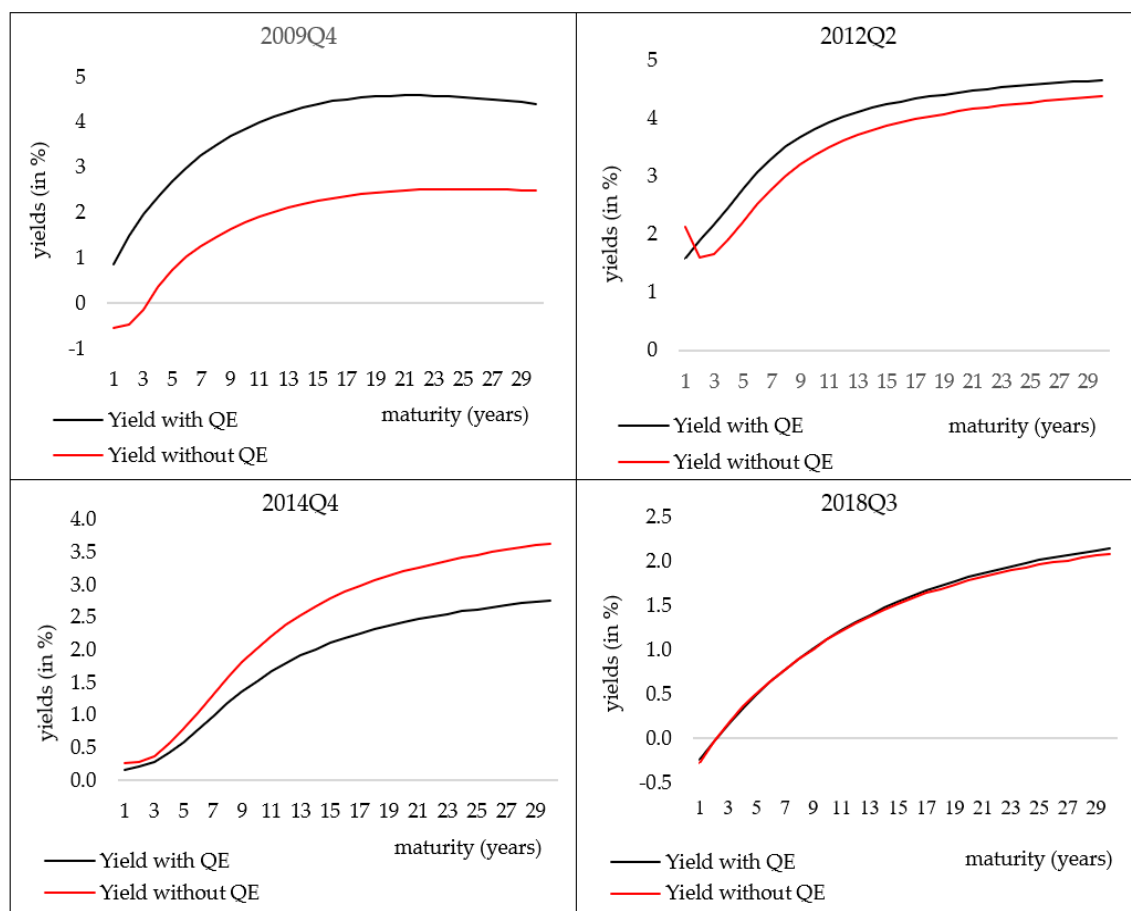 2009Q4
yields (in %)
5
4
3
2
1
0
-1
1 3 5 7 9 11 13 15 17 19 21 23 25 27 29
maturity (years)
Yield with QE
Yield without QE
2012Q2
yields (in %)
5
4
3
2
1
0
1 3 5 7 9 11 13 15 17 19 21 23 25 27 29
Yield with QE
maturity (years)
Yield without QE
2014Q4
yields (in %)
4.0
3.5
3.0
2.5
2.0
1.5
1.0
0.5
0.0
1 3 5 7 9 11 13 15 17 19 21 23 25 27 29
maturity (years)
Yield with QE
Yield without QE
2018Q3
yields (in %)
2.5
2.0
1.5
1.0
0.5
0.0
-0.5
1 3 5 7 9 11 13 15 17 19 21 23 25 27 29
Yield with QE
maturity (years)
Yield without QE